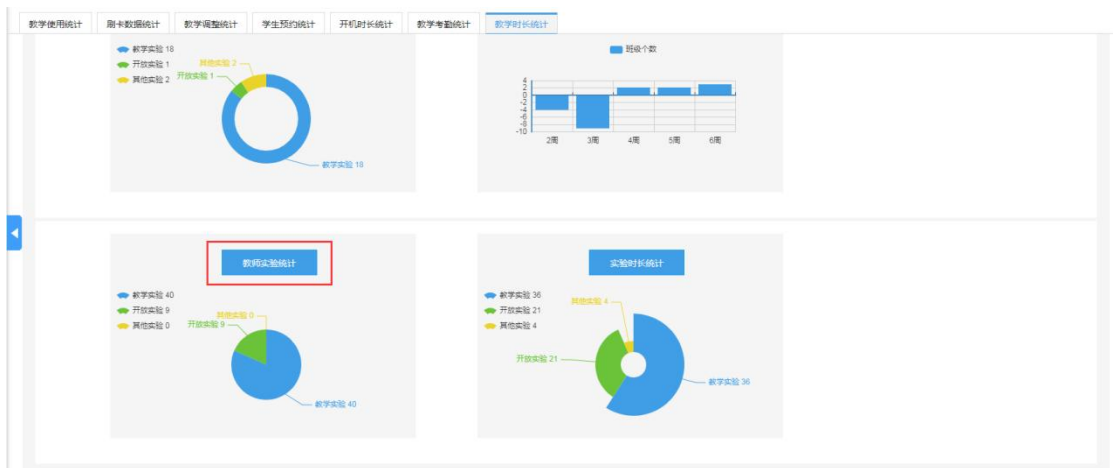 教学使用统计
刷卡数据统计
教学调整统计
学生预约统计
开机时长统计
教学考勤统计
教学时长统计
教学实验 18
开放实验 1
其他实验 2
其他实验 2
开放实验 1
教学实验 18
班级个数
4
2
0
-2
-4
-6
-8
-10
2周
3周
4周
5周
6周
教师实验统计
教学实验 40
开放实验 9
其他实验 0
其他实验 0
开放实验 9
教学实验 40
实验时长统计
教学实验 36
开放实验 21
其他实验 4
其他实验 4
开放实验 21
教学实验 36